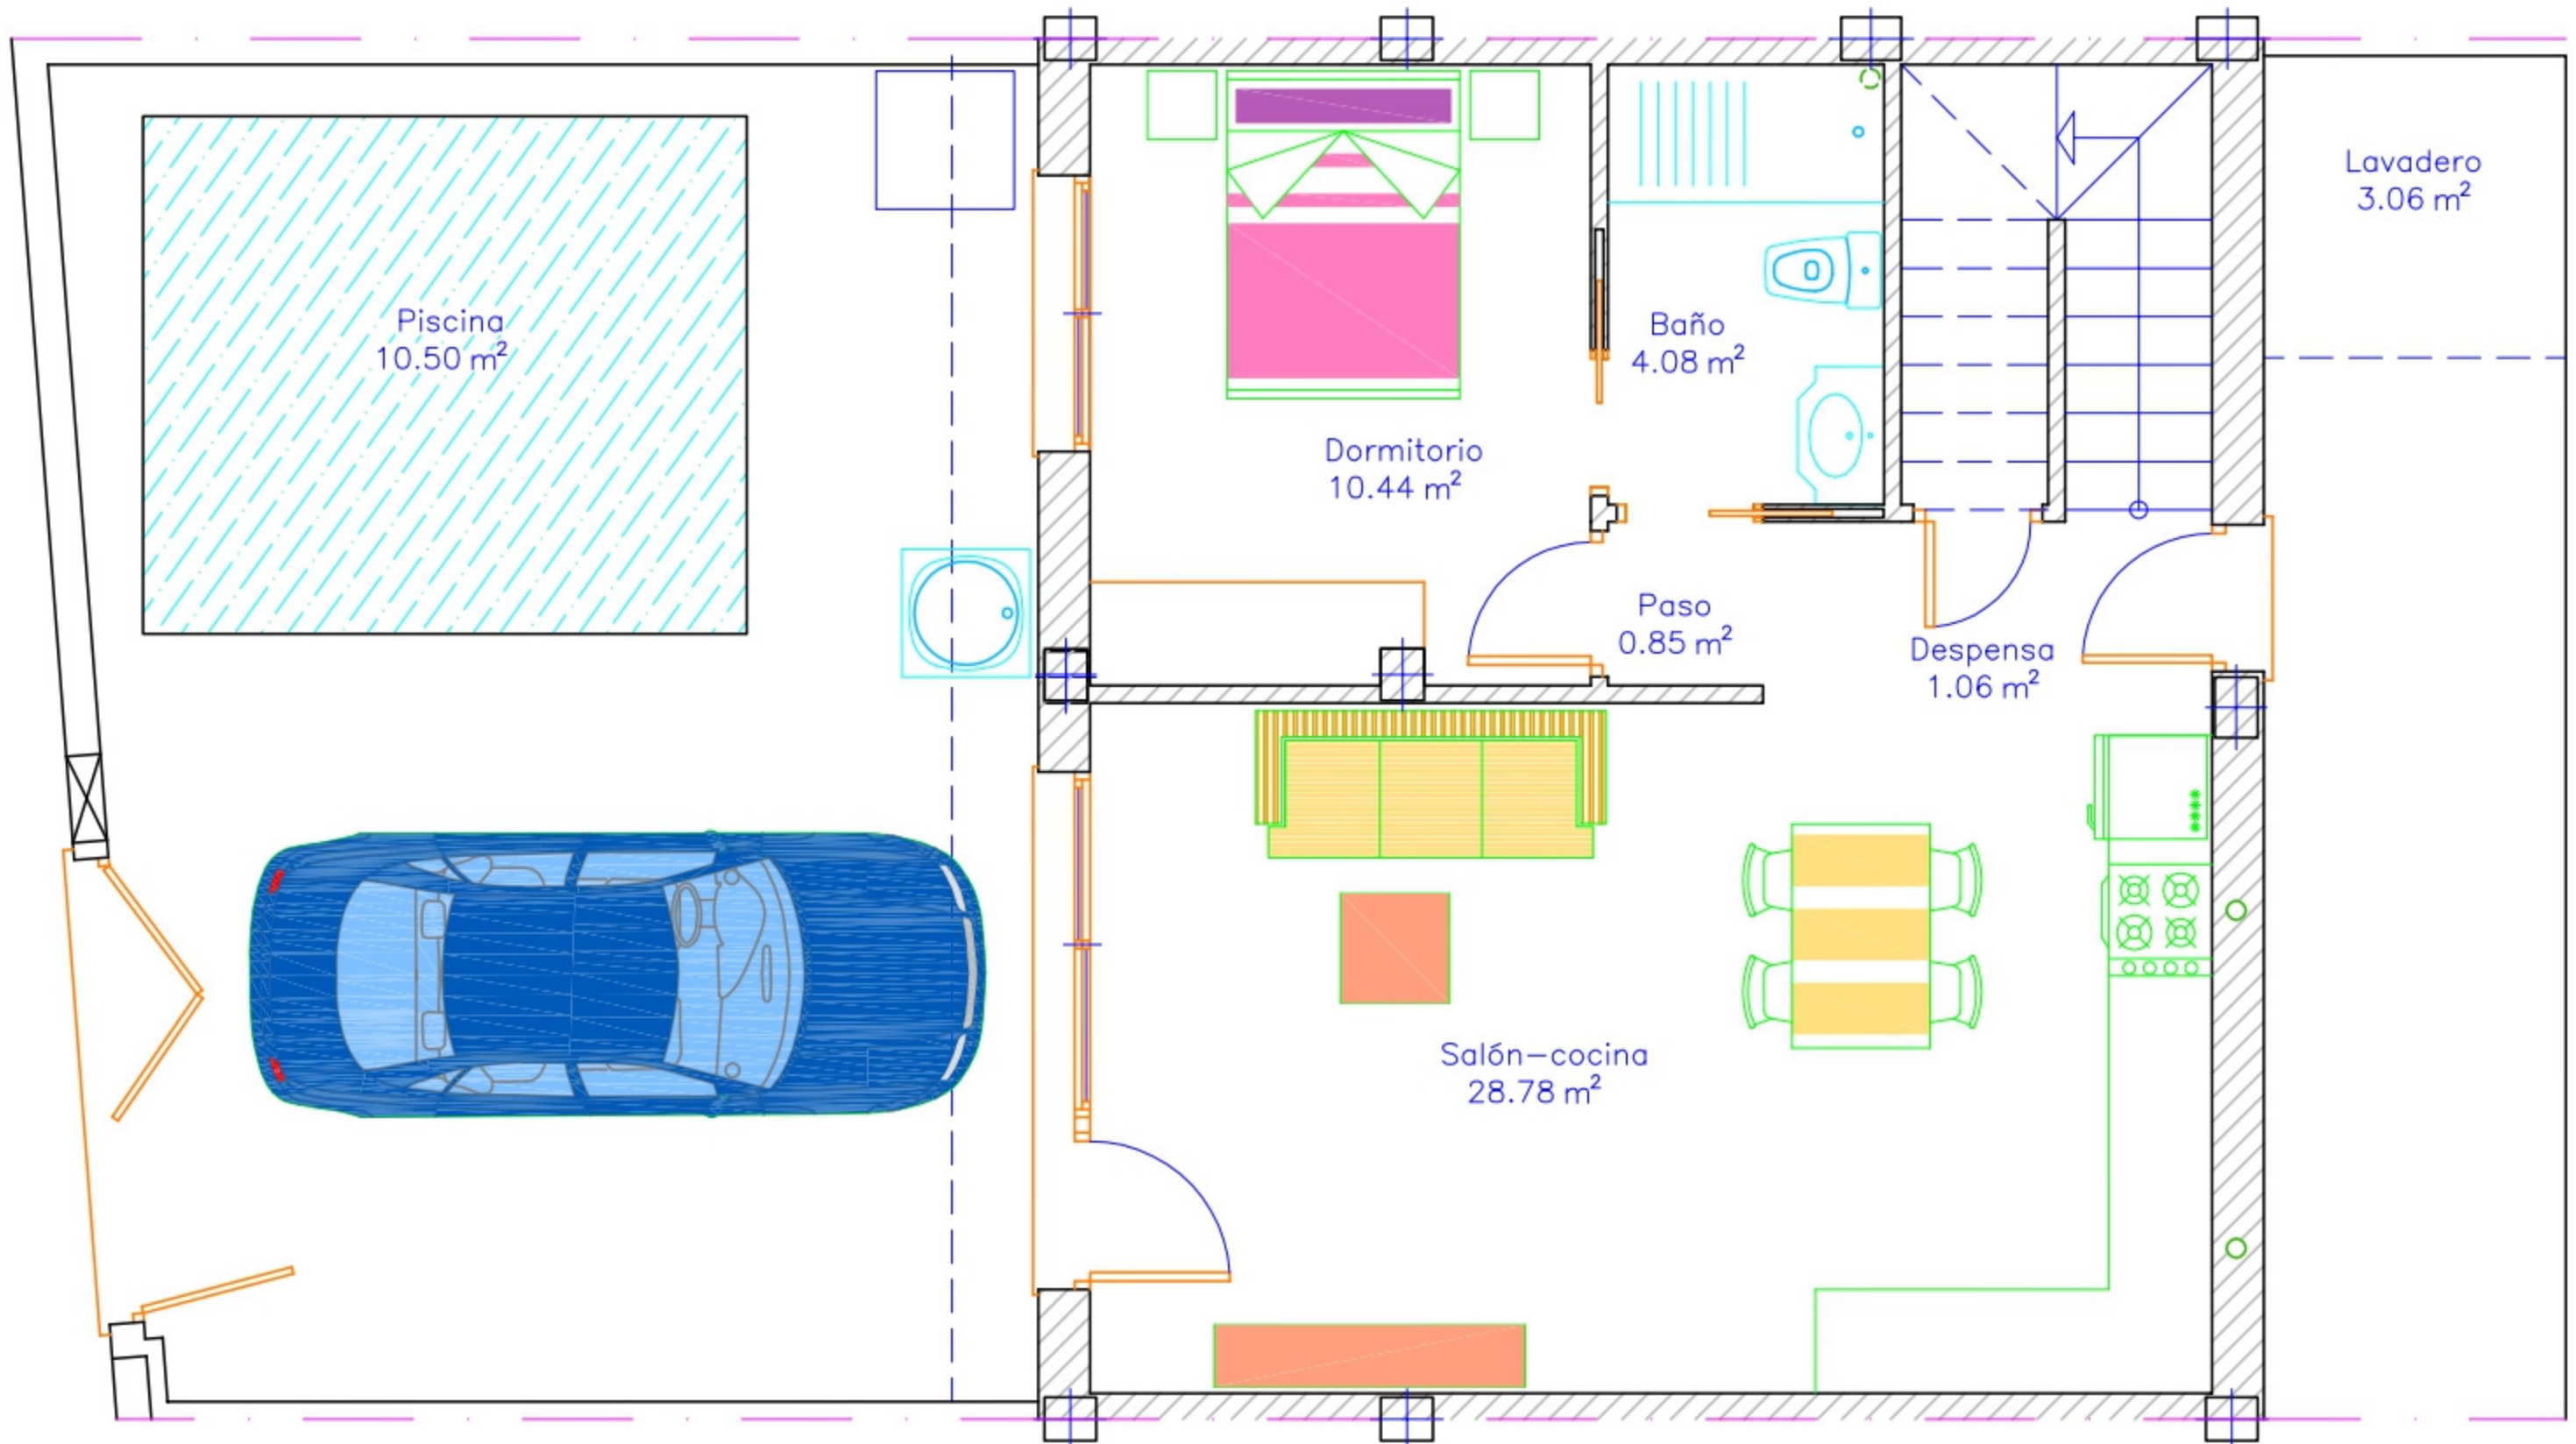 Lavadero
3.06 m²
Piscina
10.50 m²
Baño
4.08 m²
Dormitorio
10.44 m²
Paso
0.85 m²
Despensa
1.06 m²
Salón-cocina
28.78 m²